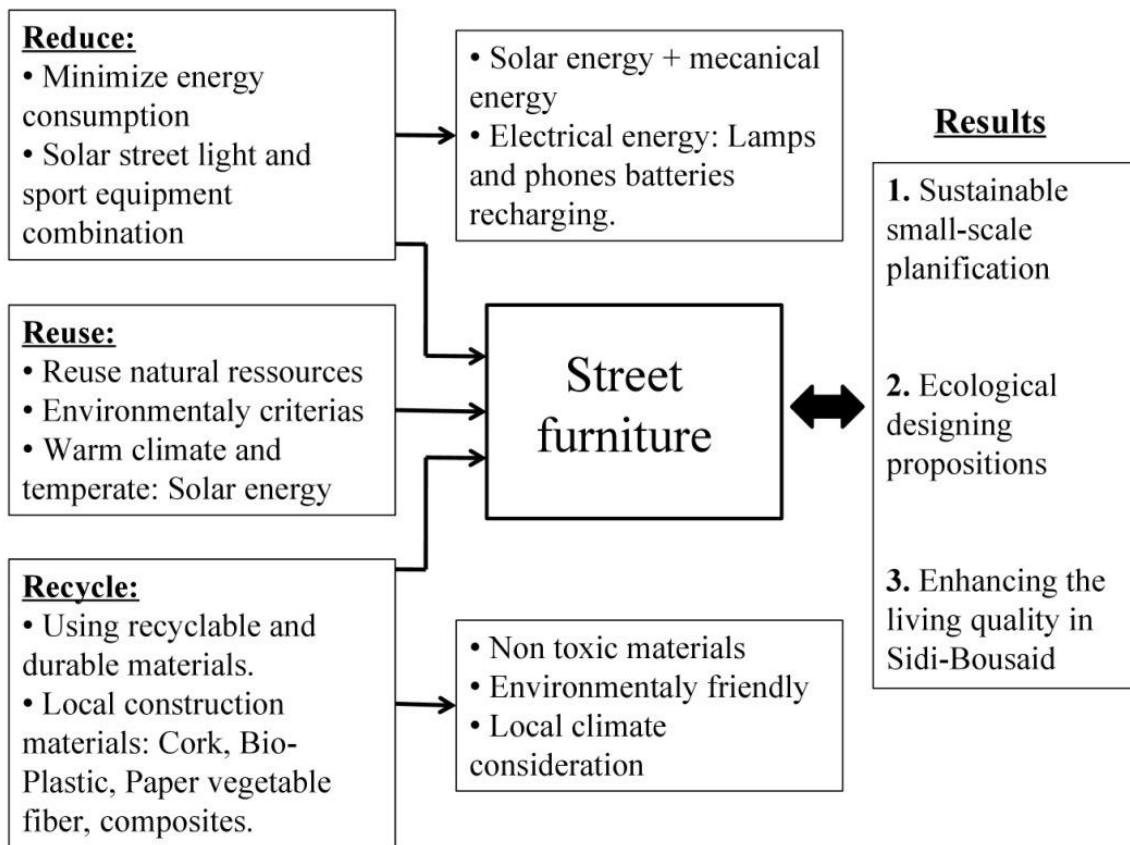 Reduce:
• Minimize energy
consumption
• Solar street light and
sport equipment
combination
• Solar energy + mecanical
energy
• Electrical energy: Lamps
and phones batteries
recharging.
Reuse:
• Reuse natural ressources
• Environmentaly criterias
• Warm climate and
temperate: Solar energy
Street
furniture
Recycle:
• Using recyclable and
durable materials.
• Local construction
materials: Cork, Bio-
Plastic, Paper vegetable
fiber, composites.
• Non toxic materials
• Environmentaly friendly
• Local climate
consideration
Results
1. Sustainable
small-scale
planification
2. Ecological
designing
propositions
3. Enhancing the
living quality in
Sidi-Bousaid